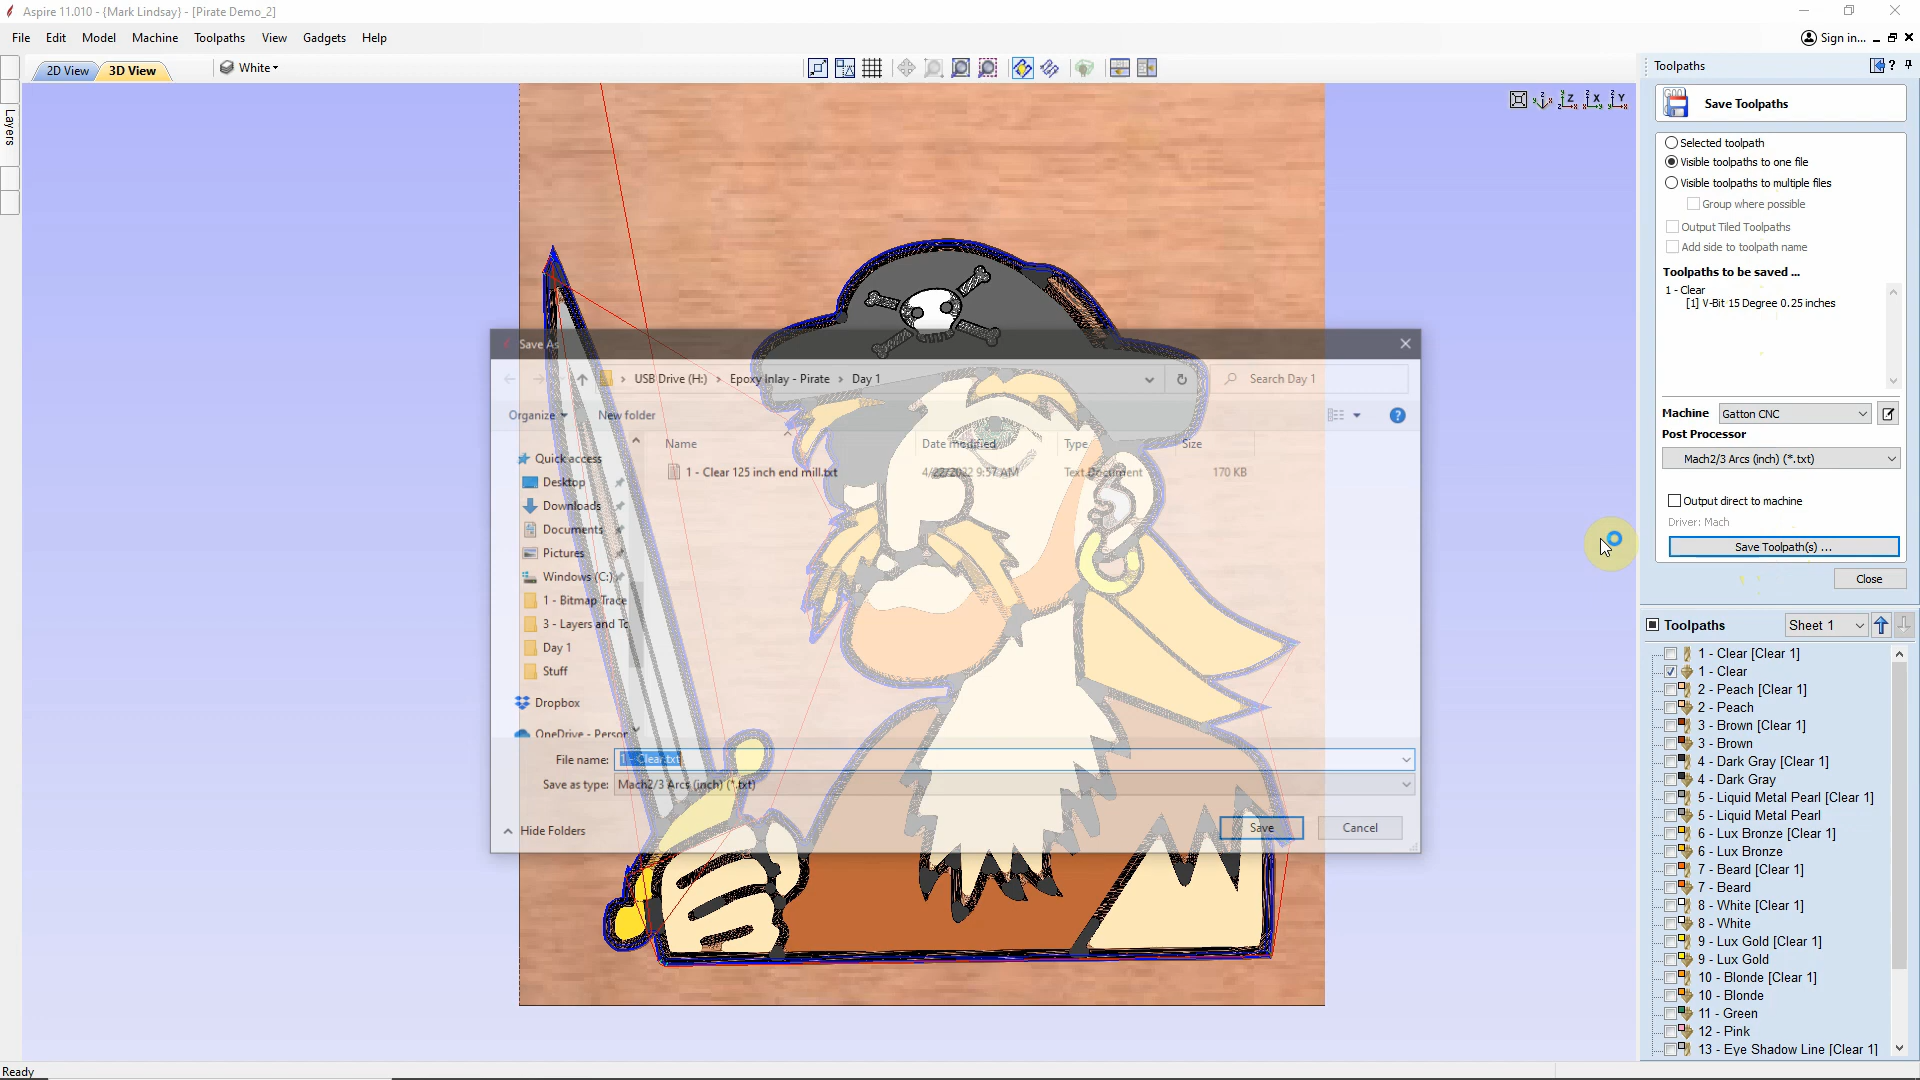 Aspire 11.010 - {Mark Lindsay} - [Pirate Demo_2]
File Edit Model Machine Toolpaths View Gadgets Help
Sign in...
2D View 3D View White
Layers
Save As
USB Drive (H:) › Epoxy Inlay - Pirate › Day 1
Search Day 1
Organize New folder
Name Date modified Type Size
1 - Clear 125 inch end mill.txt 4/22/2022 9:57 AM Text Document 170 KB
Quick access
Desktop
Downloads
Documents
Pictures
Windows (C:)
1 - Bitmap Trace
3 - Layers and To
Day 1
Stuff
Dropbox
OneDrive - Person
File name: 1 - Clear.txt
Save as type: Mach2/3 Arcs (inch) (*.txt)
Hide Folders
Save Cancel
Toolpaths
Save Toolpaths
Selected toolpath
Visible toolpaths to one file
Visible toolpaths to multiple files
Group where possible
Output Tiled Toolpaths
Add side to toolpath name
Toolpaths to be saved ...
1 - Clear
[1] V-Bit 15 Degree 0.25 inches
Machine Gatton CNC
Post Processor
Mach2/3 Arcs (inch) (*.txt)
Output direct to machine
Driver: Mach
Save Toolpath(s) ...
Close
Toolpaths Sheet 1
1 - Clear [Clear 1]
1 - Clear
2 - Peach [Clear 1]
2 - Peach
3 - Brown [Clear 1]
3 - Brown
4 - Dark Gray [Clear 1]
4 - Dark Gray
5 - Liquid Metal Pearl [Clear 1]
5 - Liquid Metal Pearl
6 - Lux Bronze [Clear 1]
6 - Lux Bronze
7 - Beard [Clear 1]
7 - Beard
8 - White [Clear 1]
8 - White
9 - Lux Gold [Clear 1]
9 - Lux Gold
10 - Blonde [Clear 1]
10 - Blonde
11 - Green
12 - Pink
13 - Eye Shadow Line [Clear 1]
Ready